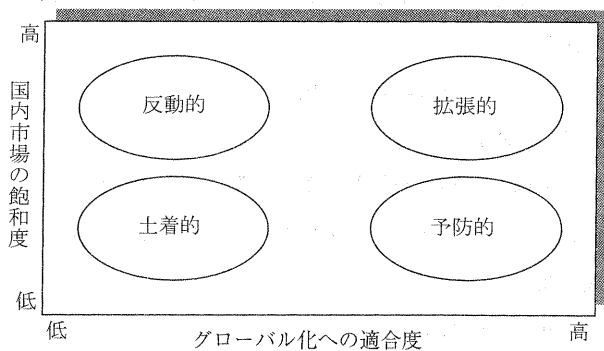 高
反動的
拡張的
国内市場の飽和度
土着的
予防的
低
低
高
グローバル化への適合度